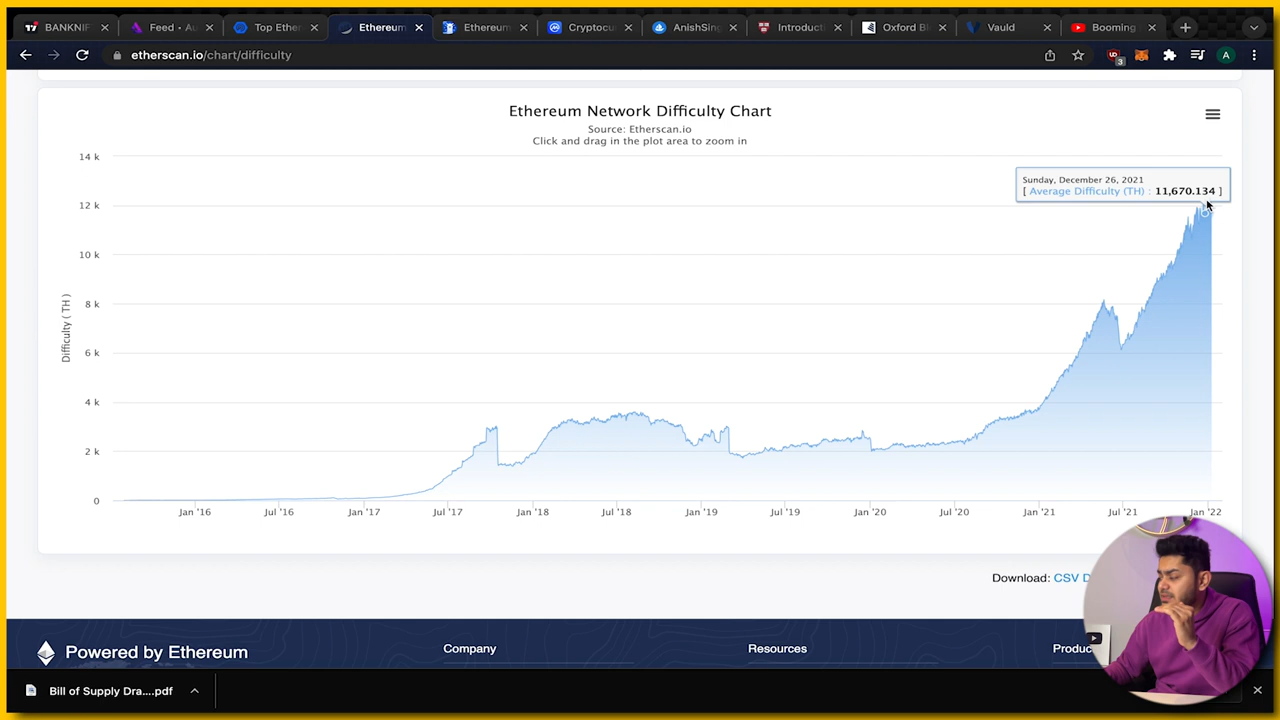 BANKNIF
Feed • Au
Top Ether
Ethereum
Ethereum
Cryptocu
AnishSing
Introducti
Oxford Bl
Vauld
Booming
etherscan.io/chart/difficulty
3
A
Ethereum Network Difficulty Chart
Source: Etherscan.io
Click and drag in the plot area to zoom in
Sunday, December 26, 2021
[ Average Difficulty (TH) : 11,670.134 ]
Difficulty ( TH )
14 k
12 k
10 k
8 k
6 k
4 k
2 k
0
Jan '16
Jul '16
Jan '17
Jul '17
Jan '18
Jul '18
Jan '19
Jul '19
Jan '20
Jul '20
Jan '21
Jul '21
Jan '22
Download: CSV D
Powered by Ethereum
Company
Resources
Produc
Bill of Supply Dra....pdf